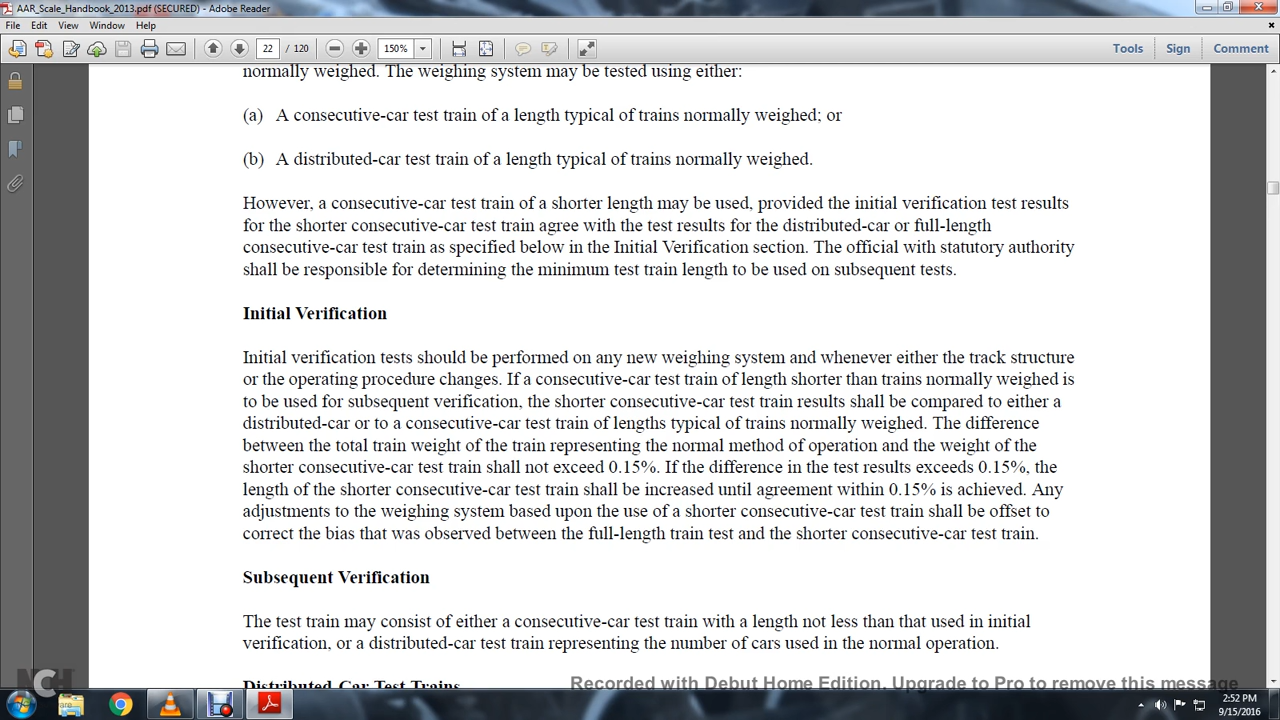 AAR_Scale_Handbook_2013.pdf (SECURED) - Adobe Reader
File Edit View Window Help
22 / 120 150% Tools Sign Comment
normally weighed. The weighing system may be tested using either:
(a) A consecutive-car test train of a length typical of trains normally weighed; or
(b) A distributed-car test train of a length typical of trains normally weighed.
However, a consecutive-car test train of a shorter length may be used, provided the initial verification test results
for the shorter consecutive-car test train agree with the test results for the distributed-car or full-length
consecutive-car test train as specified below in the Initial Verification section. The official with statutory authority
shall be responsible for determining the minimum test train length to be used on subsequent tests.
Initial Verification
Initial verification tests should be performed on any new weighing system and whenever either the track structure
or the operating procedure changes. If a consecutive-car test train of length shorter than trains normally weighed is
to be used for subsequent verification, the shorter consecutive-car test train results shall be compared to either a
distributed-car or to a consecutive-car test train of lengths typical of trains normally weighed. The difference
between the total train weight of the train representing the normal method of operation and the weight of the
shorter consecutive-car test train shall not exceed 0.15%. If the difference in the test results exceeds 0.15%, the
length of the shorter consecutive-car test train shall be increased until agreement within 0.15% is achieved. Any
adjustments to the weighing system based upon the use of a shorter consecutive-car test train shall be offset to
correct the bias that was observed between the full-length train test and the shorter consecutive-car test train.
Subsequent Verification
The test train may consist of either a consecutive-car test train with a length not less than that used in initial
verification, or a distributed-car test train representing the number of cars used in the normal operation.
Distributed-Car Test Trains
Recorded with Debut Home Edition. Upgrade to Pro to remove this message
NCH
2:52 PM
9/15/2016